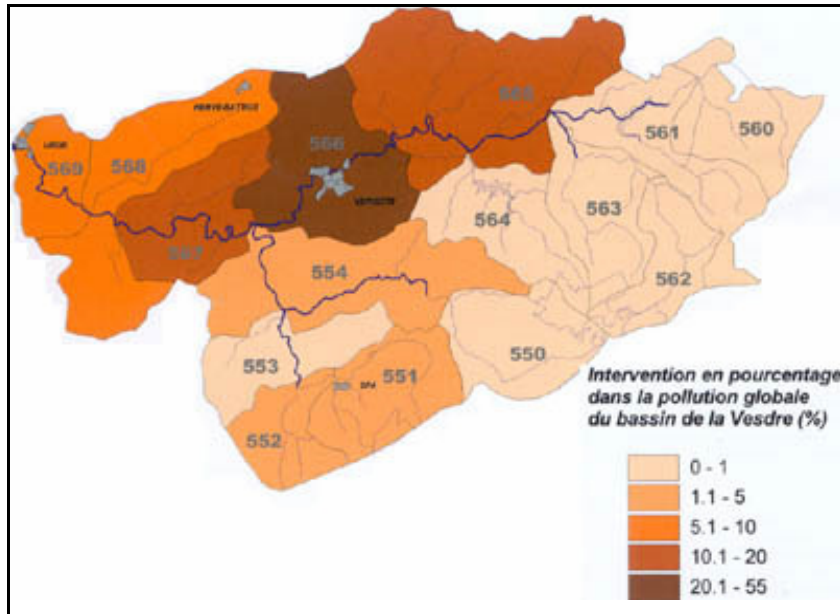 565
566
561
560
569
568
563
564
567
554
562
550
553
551
552
SPA
Intervention en pourcentage
dans la pollution globale
du bassin de la Vesdre (%)
0 - 1
1.1 - 5
5.1 - 10
10.1 - 20
20.1 - 55